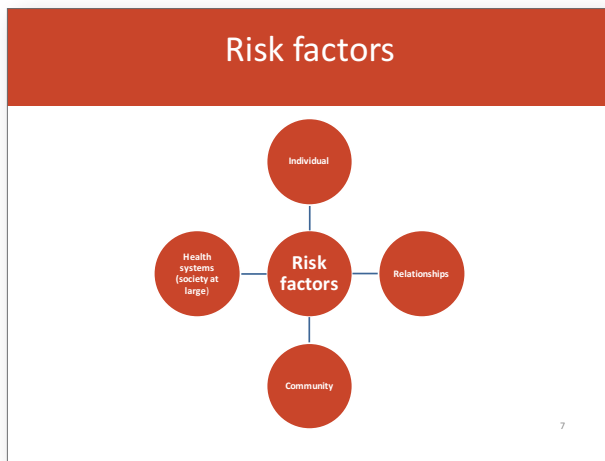 Risk factors
Individual
Health
systems
(society at
large)
Risk
factors
Relationships
Community
7